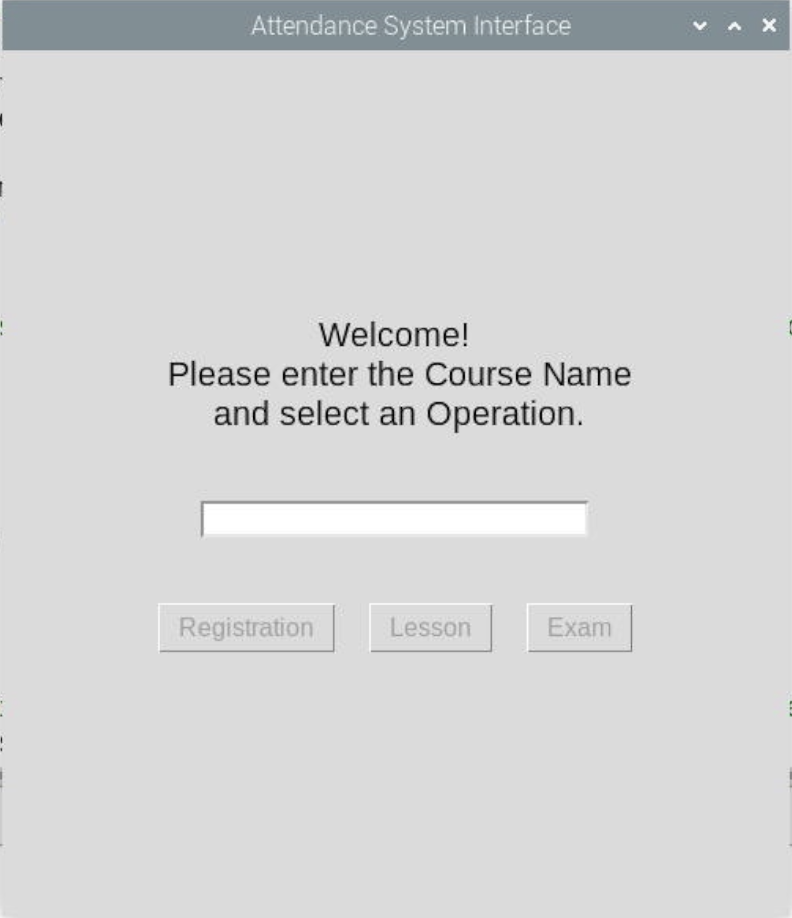 Attendance System Interface
Welcome!
Please enter the Course Name
and select an Operation.
Registration Lesson Exam